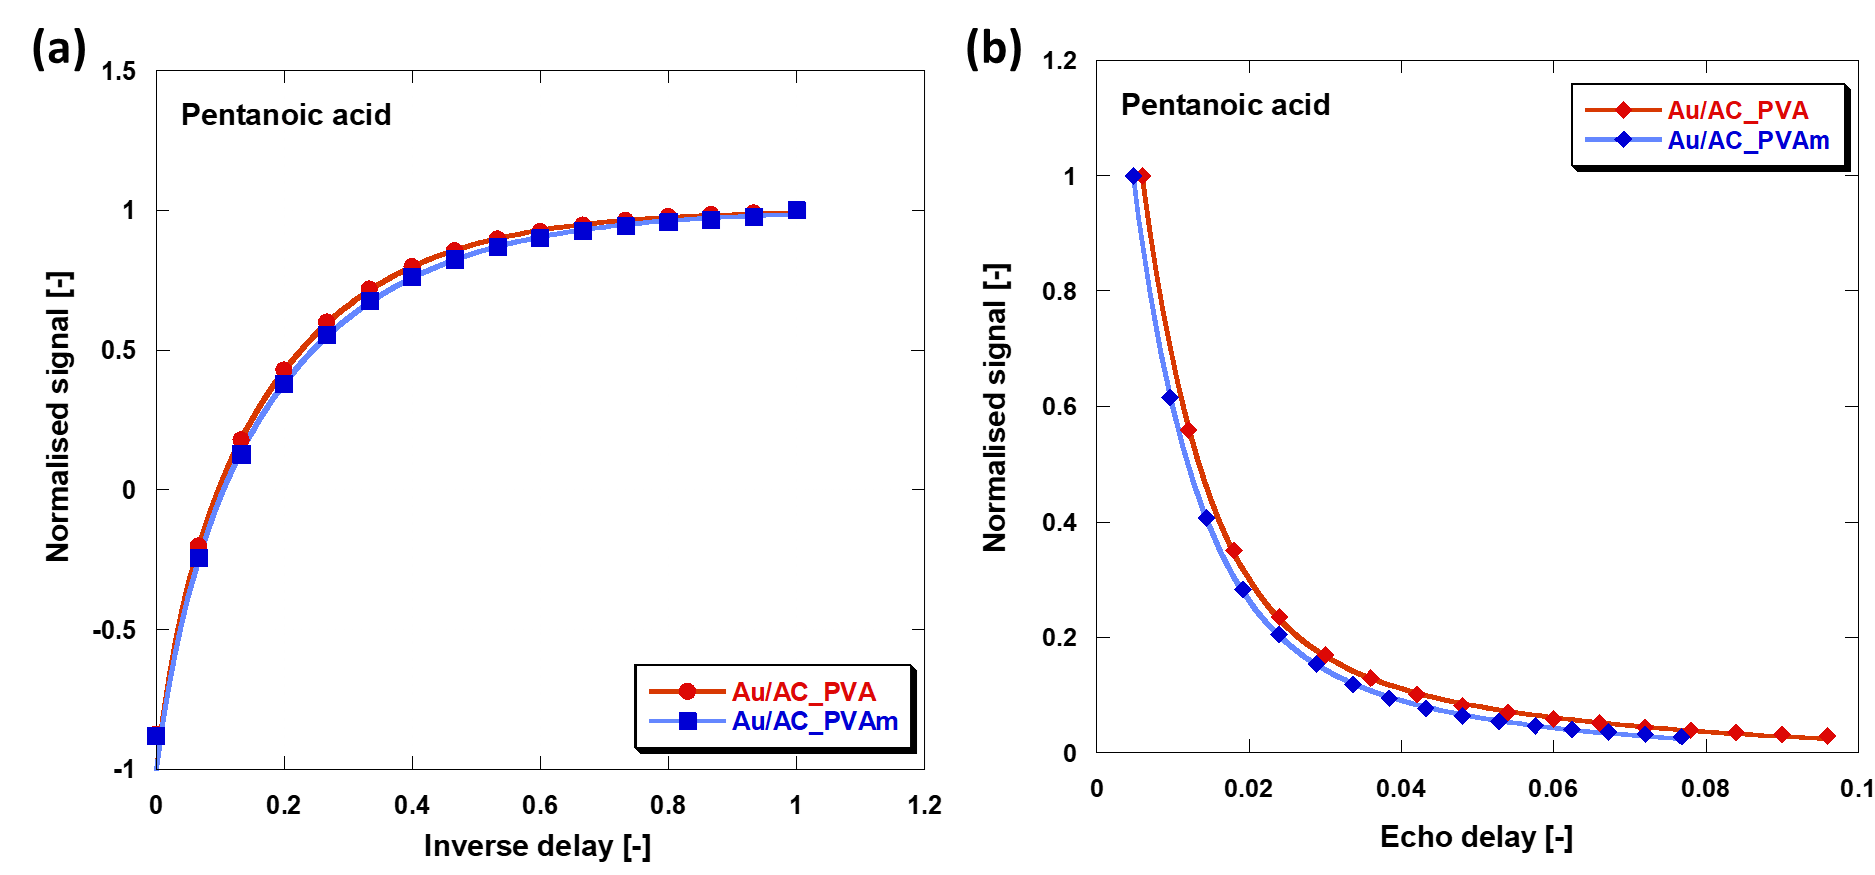 (a)
Pentanoic acid
1.5
1
0.5
0
-0.5
-1
Normalised signal [-]
Au/AC_PVA
Au/AC_PVAm
0 0.2 0.4 0.6 0.8 1 1.2
Inverse delay [-]
(b)
Pentanoic acid
Au/AC_PVA
Au/AC_PVAm
1.2
1
0.8
0.6
0.4
0.2
0
Normalised signal [-]
0 0.02 0.04 0.06 0.08 0.1
Echo delay [-]